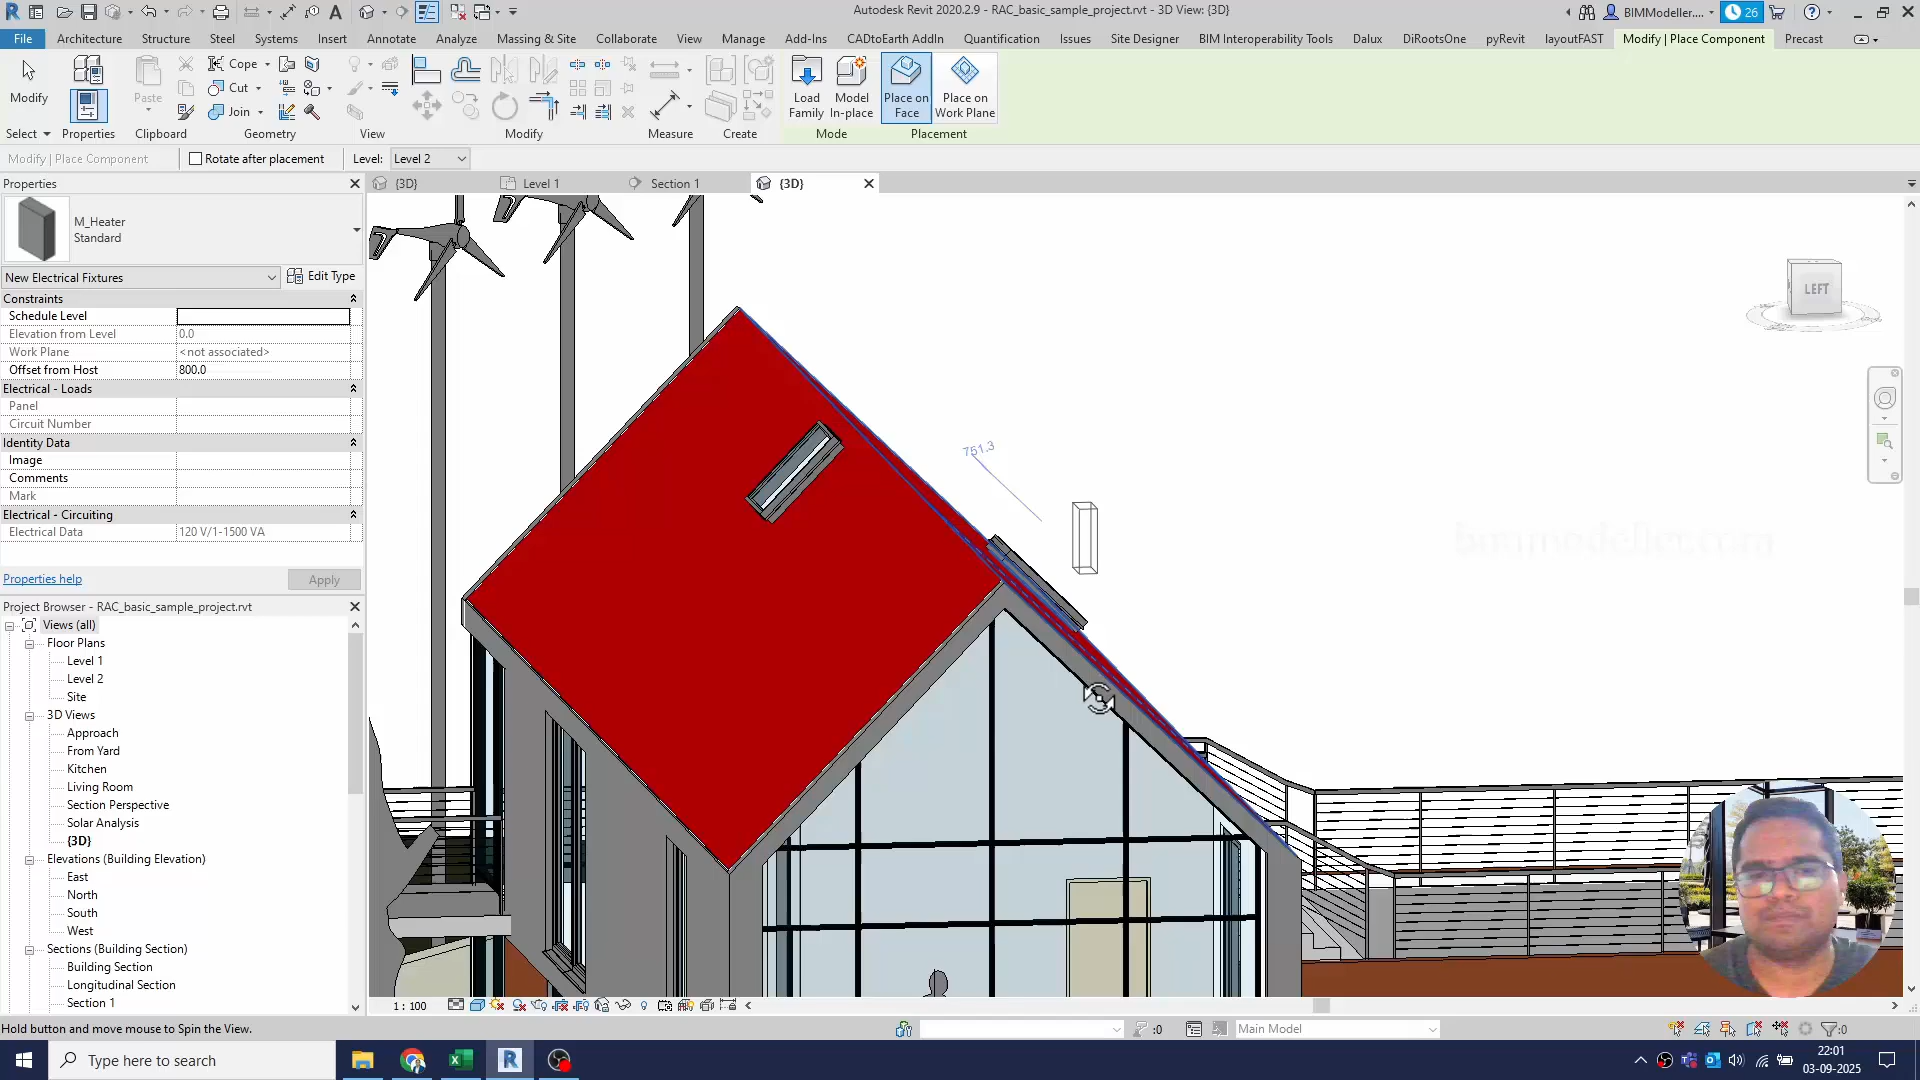 Autodesk Revit 2020.2.9 - RAC_basic_sample_project.rvt - 3D View: {3D}
BIMModeller....
26
File
Architecture
Structure
Steel
Systems
Insert
Annotate
Analyze
Massing & Site
Collaborate
View
Manage
Add-Ins
CADtoEarth AddIn
Quantification
Issues
Site Designer
BIM Interoperability Tools
Dalux
DiRootsOne
pyRevit
layoutFAST
Modify | Place Component
Precast
Modify
Paste
Cope
Cut
Join
Load Family
Model In-place
Place on Face
Place on Work Plane
Select
Properties
Clipboard
Geometry
View
Modify
Measure
Create
Mode
Placement
Modify | Place Component
Rotate after placement
Level:
Level 2
Properties
{3D}
Level 1
Section 1
{3D}
M_Heater
Standard
New Electrical Fixtures
Edit Type
Constraints
Schedule Level
Elevation from Level 0.0
Work Plane <not associated>
Offset from Host 800.0
Electrical - Loads
Panel
Circuit Number
Identity Data
Image
Comments
Mark
Electrical - Circuiting
Electrical Data 120 V/1-1500 VA
Properties help
Apply
Project Browser - RAC_basic_sample_project.rvt
Views (all)
Floor Plans
Level 1
Level 2
Site
3D Views
Approach
From Yard
Kitchen
Living Room
Section Perspective
Solar Analysis
{3D}
Elevations (Building Elevation)
East
North
South
West
Sections (Building Section)
Building Section
Longitudinal Section
Section 1
751.3
LEFT
1 : 100
Hold button and move mouse to Spin the View.
:0
Main Model
:0
Type here to search
22:01
03-09-2025